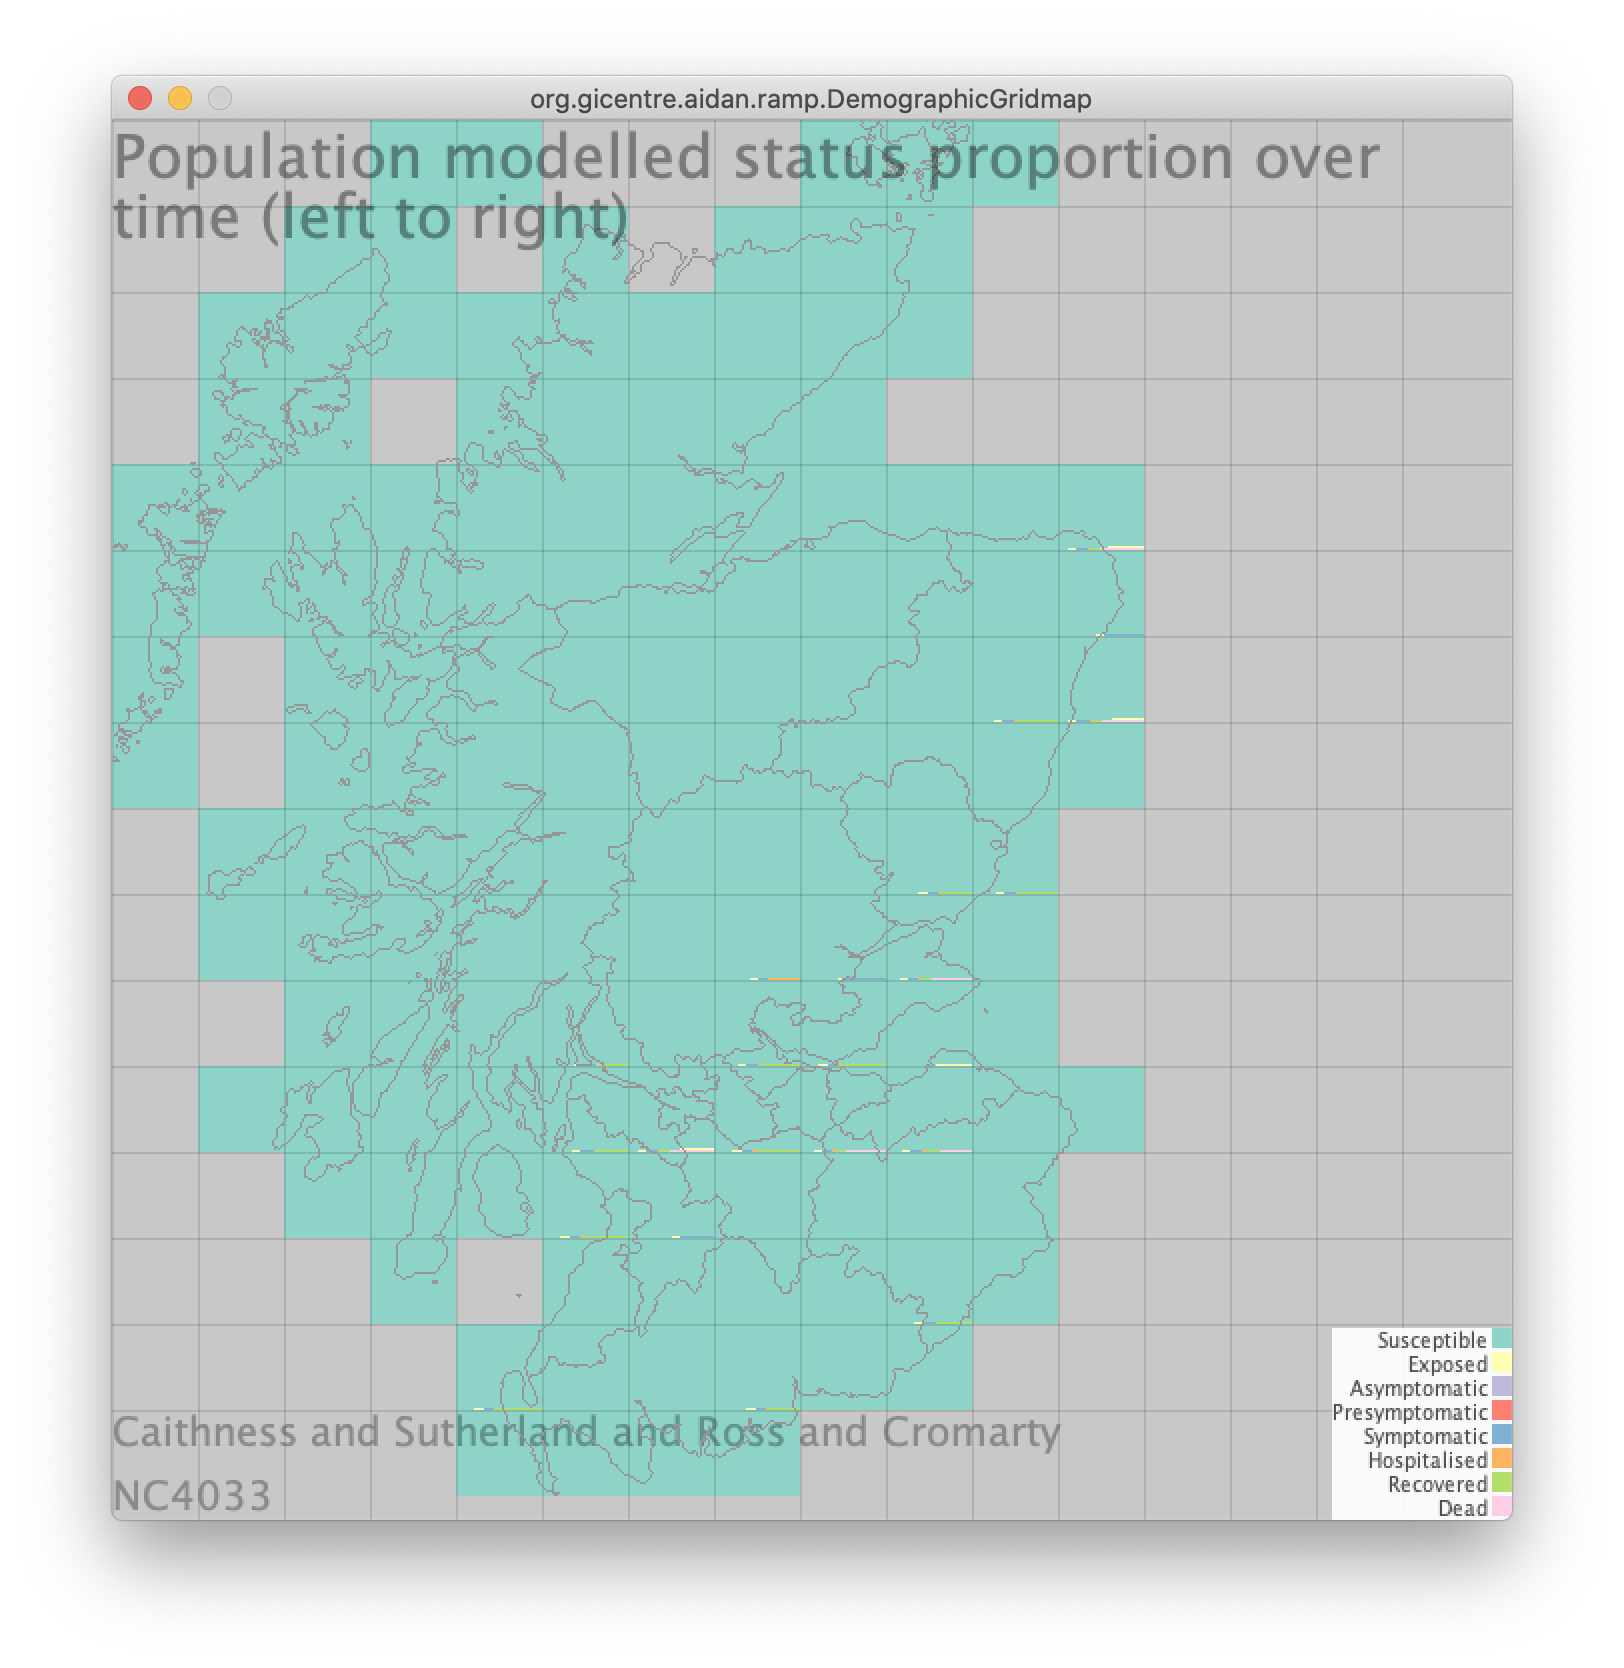 org.gicentre.aidan.ramp.DemographicGridmap
Population modelled status proportion over
time (left to right)
Susceptible
Exposed
Asymptomatic
Presymptomatic
Symptomatic
Hospitalised
Recovered
Dead
Caithness and Sutherland and Ross and Cromarty
NC4033